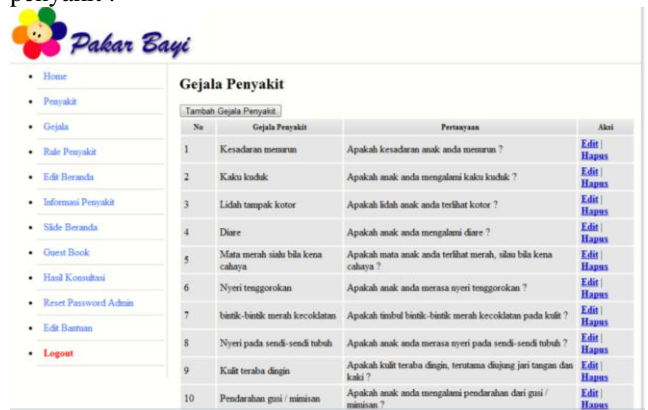 penyakit .
Pakar Bayi
Home
Penyakit
Gejala
Rule Penyakit
Edit Beranda
Informasi Penyakit
Slide Beranda
Guest Book
Hasil Konsultasi
Reset Password Admin
Edit Bantuan
Logout
Gejala Penyakit
Tambah Gejala Penyakit
No Gejala Penyakit Pertanyaan Aksi
1 Kesadaran menurun Apakah kesadaran anak anda menurun ? Edit |
Hapus
2 Kaku kuduk Apakah anak anda mengalami kaku kuduk ? Edit |
Hapus
3 Lidah tampak kotor Apakah lidah anak anda terlihat kotor ? Edit |
Hapus
4 Diare Apakah anak anda mengalami diare ? Edit |
Hapus
5 Mata merah sialu bila kena Apakah mata anak anda terlihat merah, silau bila kena Edit |
cahaya cahaya ? Hapus
6 Nyeri tenggorokan Apakah anak anda merasa nyeri tenggorokan ? Edit |
Hapus
7 bintik-bintik merah kecoklatan Apakah timbul bintik-bintik merah kecoklatan pada kulit ? Edit |
Hapus
8 Nyeri pada sendi-sendi tubuh Apakah anak anda merasa nyeri pada sendi-sendi tubuh ? Edit |
Hapus
9 Kulit teraba dingin Apakah kulit teraba dingin, terutama diujung jari tangan dan Edit |
kaki ? Hapus
10 Pendarahan gusi / mimisan Apakah anak anda mengalami pendarahan dari gusi / Edit |
mimisan ? Hapus